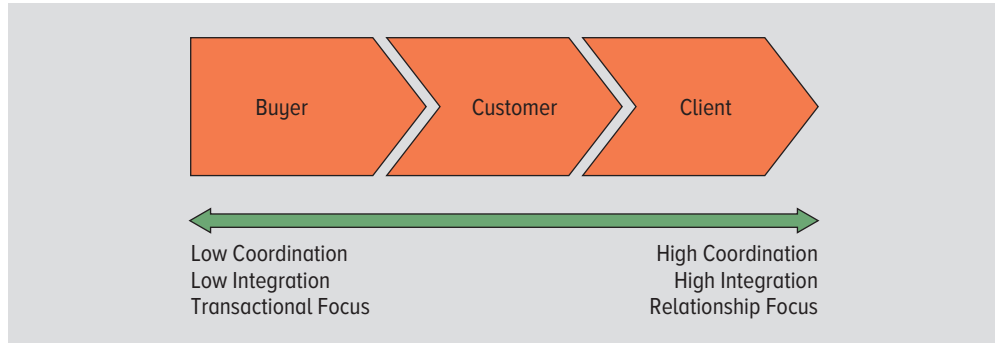 Buyer
Customer
Client
Low Coordination
Low Integration
Transactional Focus
High Coordination
High Integration
Relationship Focus